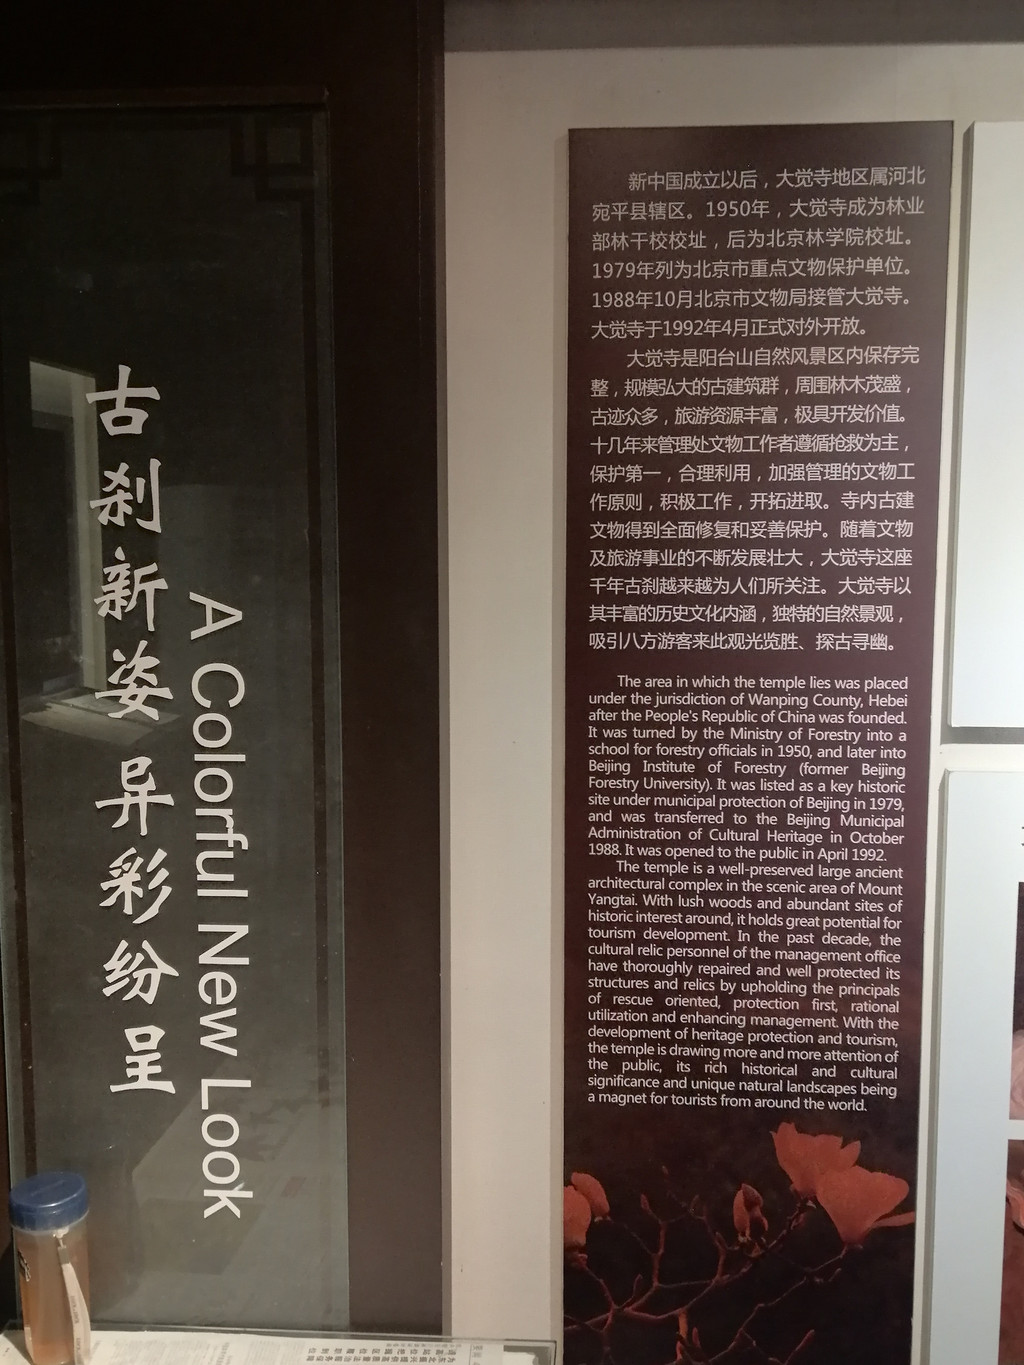 古刹新姿 异彩纷呈
A Colorful New Look
新中国成立以后，大觉寺地区属河北
宛平县辖区。1950年，大觉寺成为林业
部林干校校址，后为北京林学院校址。
1979年列为北京市重点文物保护单位。
1988年10月北京市文物局接管大觉寺。
大觉寺于1992年4月正式对外开放。
大觉寺是阳台山自然风景区内保存完
整，规模弘大的古建筑群，周围林木茂盛，
古迹众多，旅游资源丰富，极具开发价值。
十几年来管理处文物工作者遵循抢救为主，
保护第一，合理利用，加强管理的文物工
作原则，积极工作，开拓进取。寺内古建
文物得到全面修复和妥善保护。随着文物
及旅游事业的不断发展壮大，大觉寺这座
千年古刹越来越为人们所关注。大觉寺以
其丰富的历史文化内涵，独特的自然景观，
吸引八方游客来此观光览胜、探古寻幽。
The area in which the temple lies was placed
under the jurisdiction of Wanping County, Hebei
after the People's Republic of China was founded.
It was turned by the Ministry of Forestry into a
school for forestry officials in 1950, and later into
Beijing Institute of Forestry (former Beijing
Forestry University). It was listed as a key historic
site under municipal protection of Beijing in 1979,
and was transferred to the Beijing Municipal
Administration of Cultural Heritage in October
1988. It was opened to the public in April 1992.
The temple is a well-preserved large ancient
architectural complex in the scenic area of Mount
Yangtai. With lush woods and abundant sites of
historic interest around, it holds great potential for
tourism development. In the past decade, the
cultural relic personnel of the management office
have thoroughly repaired and well protected its
structures and relics by upholding the principals
of rescue oriented, protection first, rational
utilization and enhancing management. With the
development of heritage protection and tourism,
the temple is drawing more and more attention of
the public, its rich historical and cultural
significance and unique natural landscapes being
a magnet for tourists from around the world.